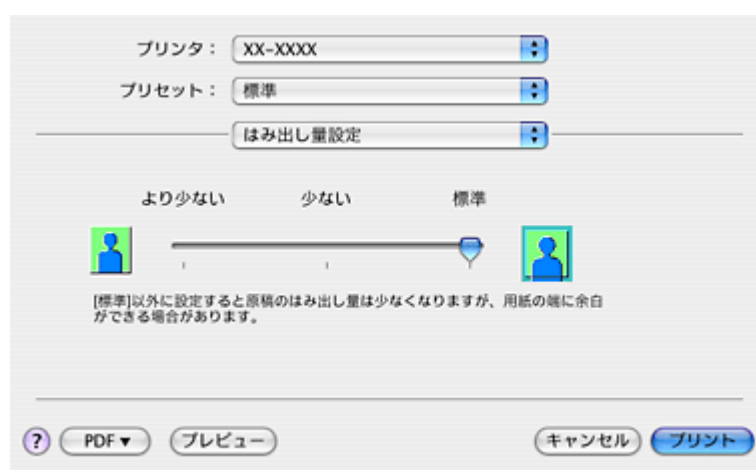 プリンタ： XX-XXXX
プリセット： 標準
はみ出し量設定
より少ない 少ない 標準
[標準]以外に設定すると原稿のはみ出し量は少なくなりますが、用紙の端に余白
ができる場合があります。
? PDF▼ プレビュー キャンセル プリント